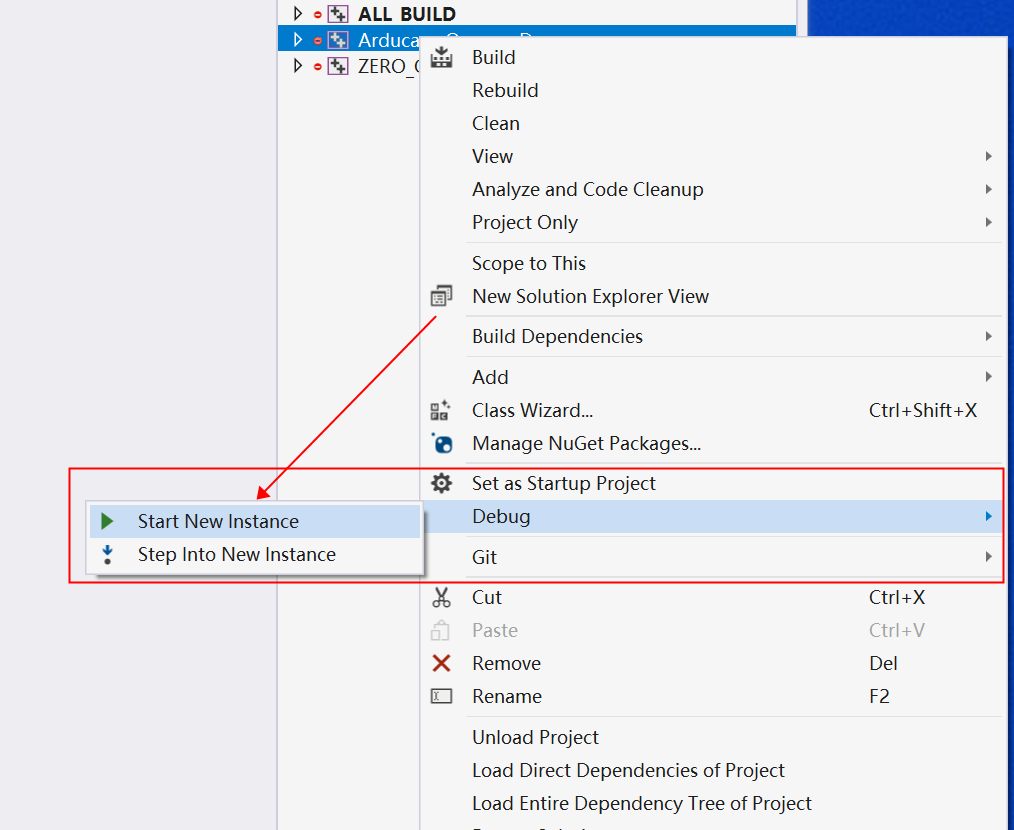 ALL BUILD
Arduca
ZERO_
Build
Rebuild
Clean
View
Analyze and Code Cleanup
Project Only
Scope to This
New Solution Explorer View
Build Dependencies
Add
Class Wizard... Ctrl+Shift+X
Manage NuGet Packages...
Set as Startup Project
Debug
Start New Instance
Step Into New Instance
Git
Cut Ctrl+X
Paste Ctrl+V
Remove Del
Rename F2
Unload Project
Load Direct Dependencies of Project
Load Entire Dependency Tree of Project